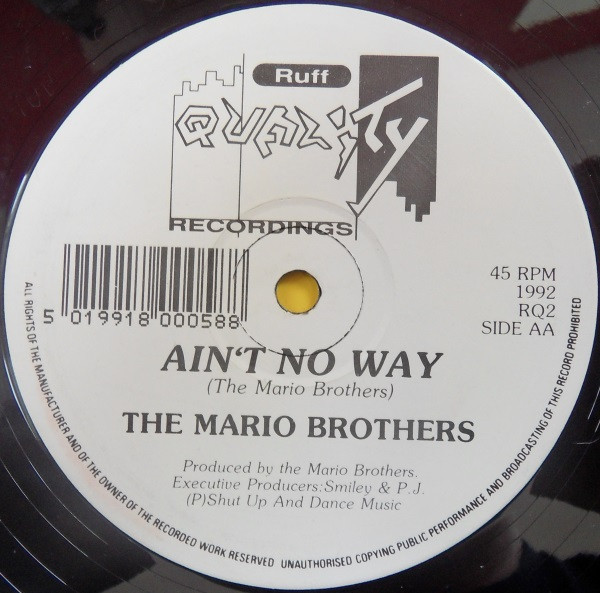 Ruff
QUALITY
RECORDINGS
5 019918 000588
45 RPM
1992
RQ2
SIDE AA
AIN'T NO WAY
(The Mario Brothers)
THE MARIO BROTHERS
Produced by the Mario Brothers.
Executive Producers:Smiley & P.J.
(P)Shut Up And Dance Music
ALL RIGHTS OF THE MANUFACTURER AND OF THE OWNER OF THE RECORDED WORK RESERVED UNAUTHORISED COPYING PUBLIC PERFORMANCE AND BROADCASTING OF THIS RECORD PROHIBITED